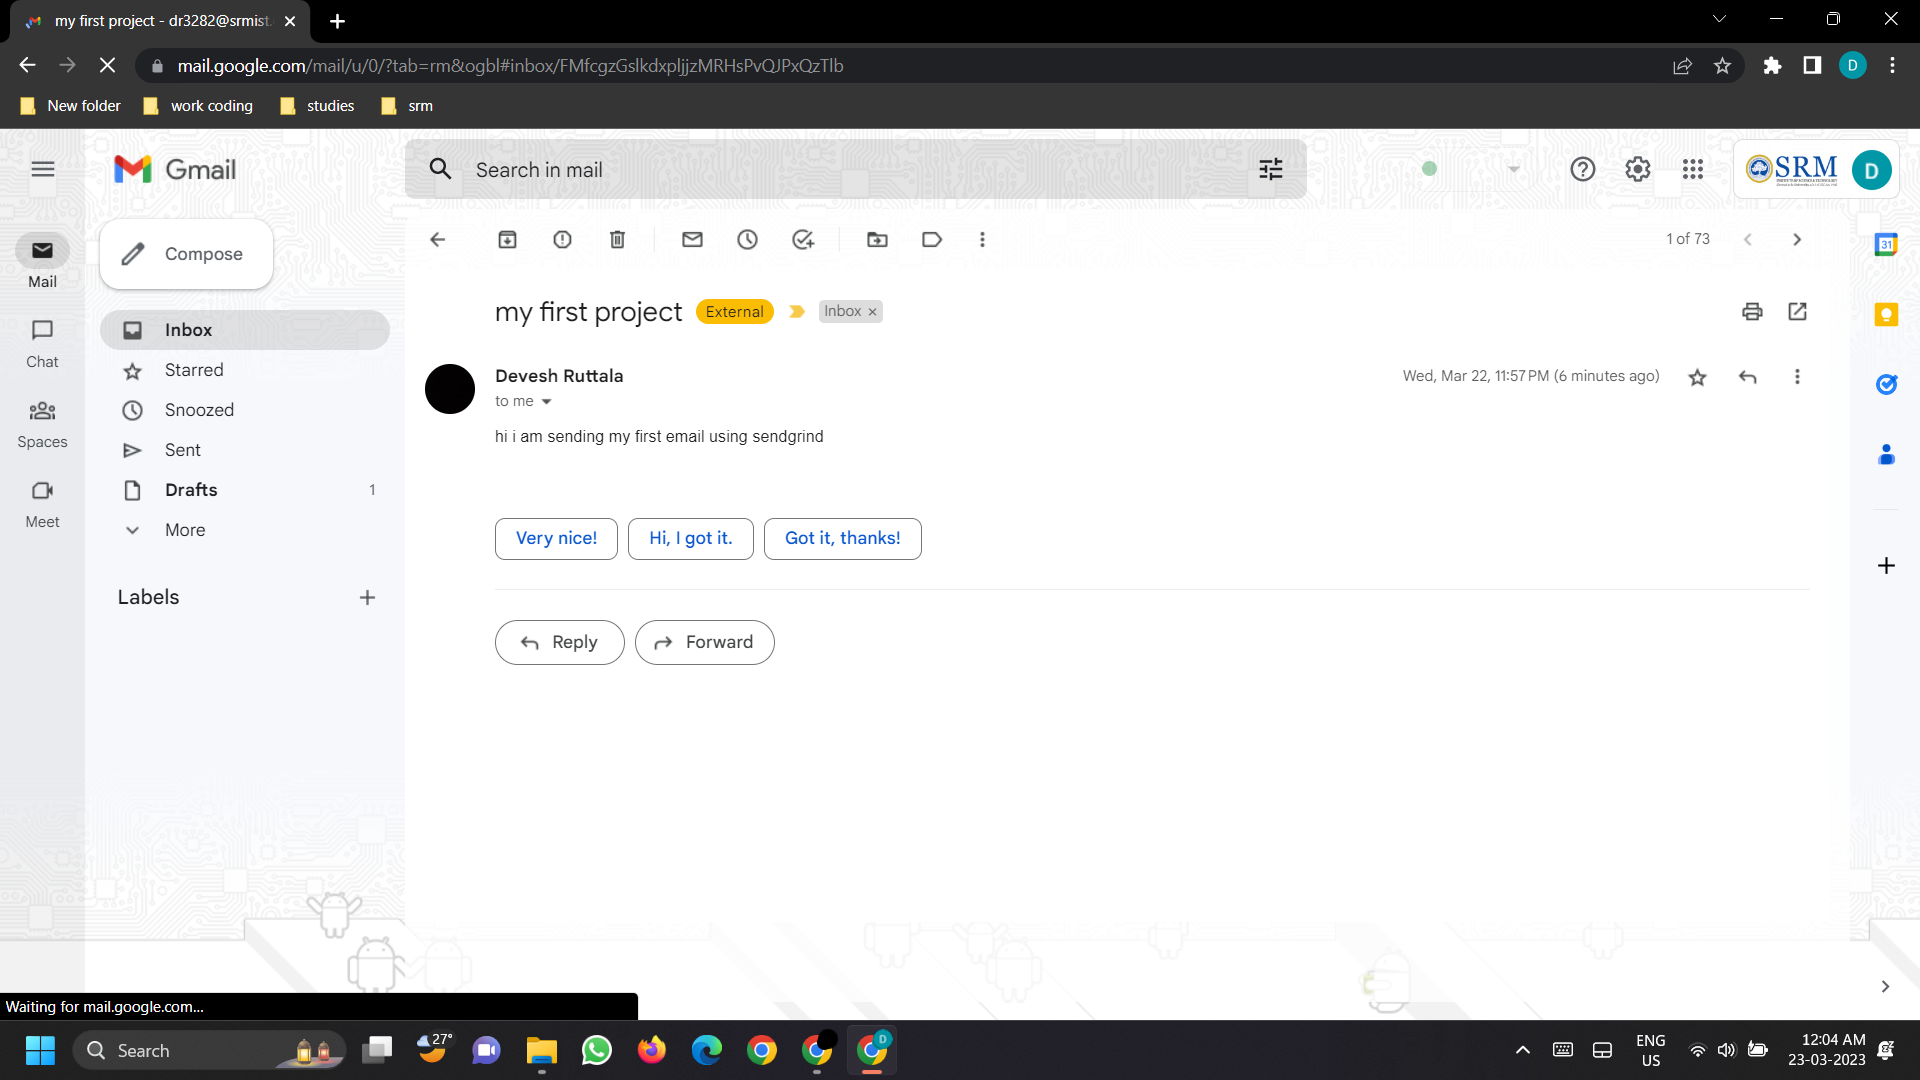 my first project - dr3282@srmist.
mail.google.com/mail/u/0/?tab=rm&ogbl#inbox/FMfcgzGslkdxpljjzMRHsPvQJPxQzTlb
D
New folder
work coding
studies
srm
Gmail
Search in mail
SRM
D
Mail
Compose
1 of 73
31
my first project
External
Inbox ×
Inbox
Chat
Starred
Devesh Ruttala
Wed, Mar 22, 11:57 PM (6 minutes ago)
to me
Snoozed
Spaces
hi i am sending my first email using sendgrind
Sent
Drafts
1
Meet
More
Very nice!
Hi, I got it.
Got it, thanks!
Labels
Reply
Forward
Waiting for mail.google.com...
Search
27°
D
ENG
US
12:04 AM
23-03-2023